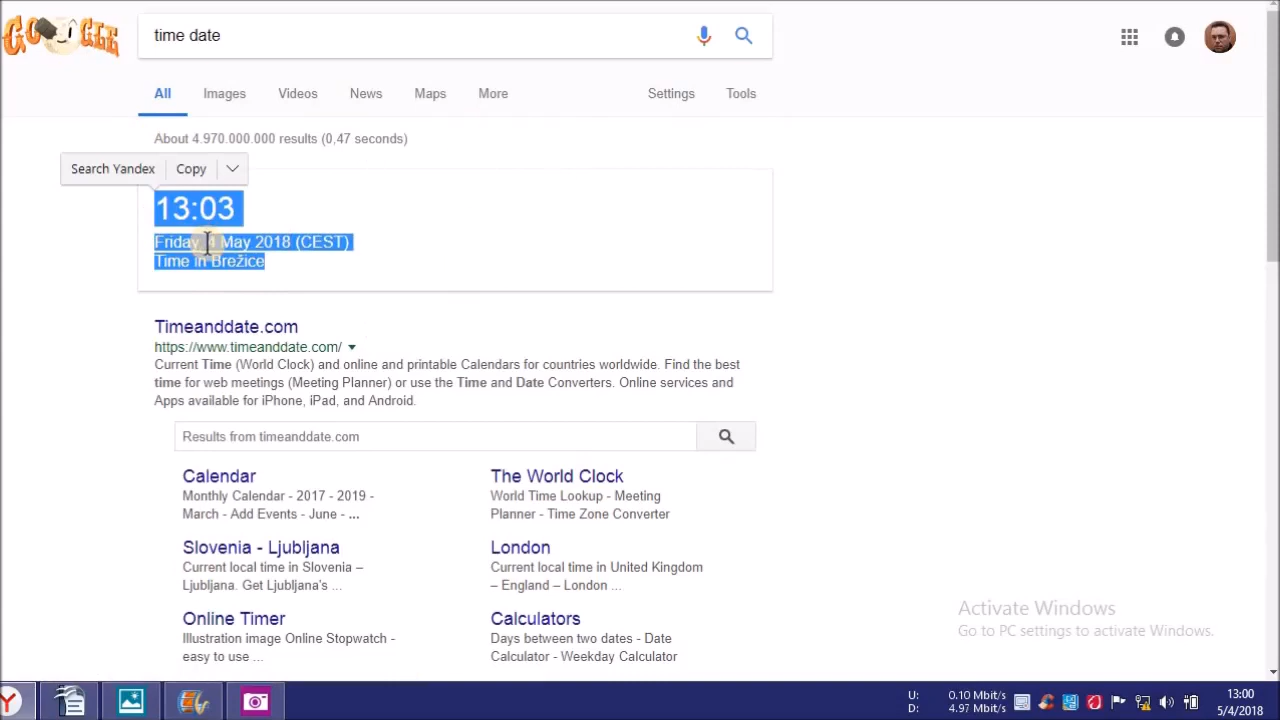 GOOGLE
time date
All Images Videos News Maps More Settings Tools
About 4.970.000.000 results (0,47 seconds)
Search Yandex Copy
13:03
Friday, 4 May 2018 (CEST)
Time in Brežice
Timeanddate.com
https://www.timeanddate.com/
Current Time (World Clock) and online and printable Calendars for countries worldwide. Find the best
time for web meetings (Meeting Planner) or use the Time and Date Converters. Online services and
Apps available for iPhone, iPad, and Android.
Results from timeanddate.com
Calendar
Monthly Calendar - 2017 - 2019 -
March - Add Events - June - ...
The World Clock
World Time Lookup - Meeting
Planner - Time Zone Converter
Slovenia - Ljubljana
Current local time in Slovenia –
Ljubljana. Get Ljubljana's ...
London
Current local time in United Kingdom
– England – London ...
Online Timer
Illustration image Online Stopwatch -
easy to use ...
Calculators
Days between two dates - Date
Calculator - Weekday Calculator
Activate Windows
Go to PC settings to activate Windows.
U: 0.10 Mbit/s
D: 4.97 Mbit/s
13:00
5/4/2018